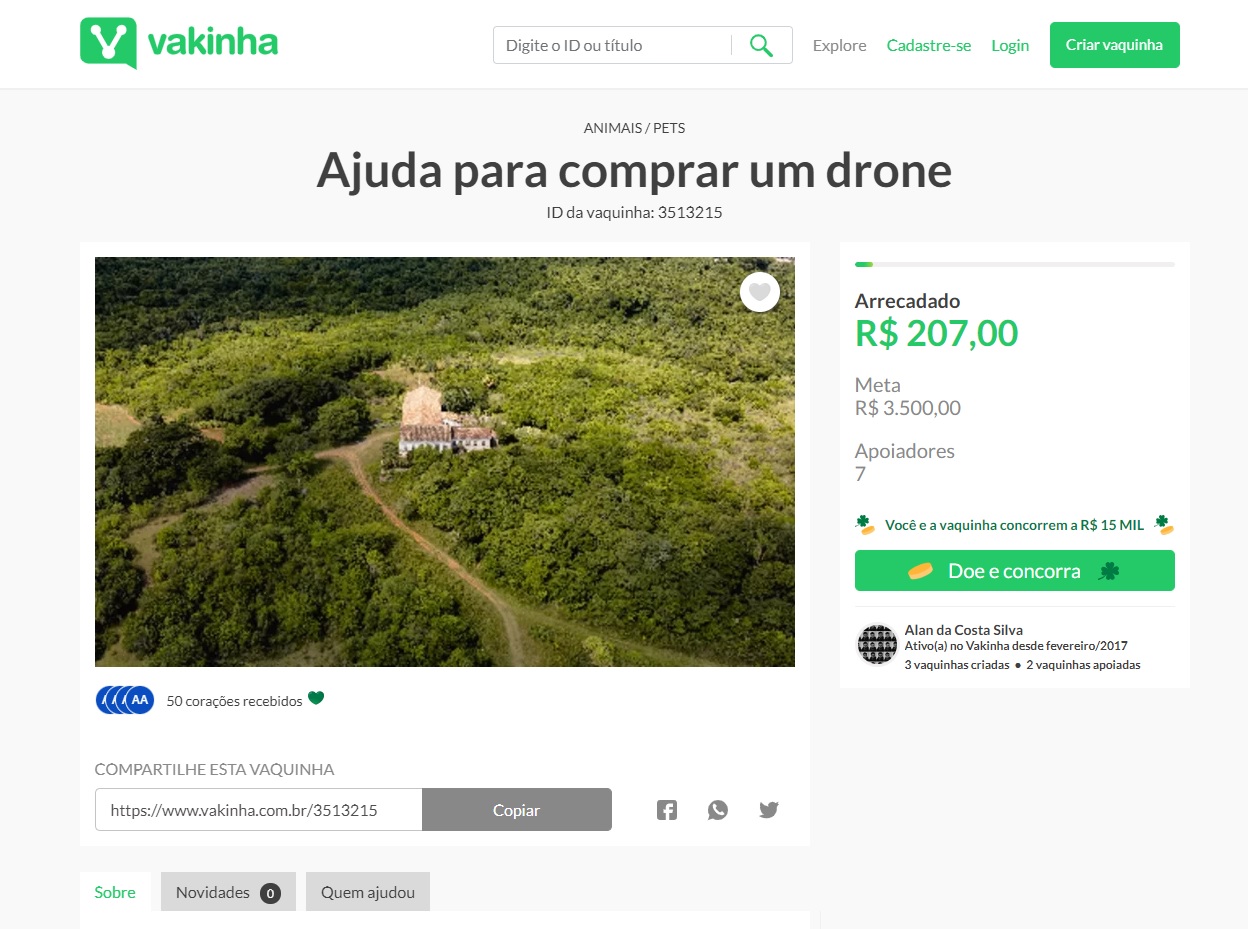 vakinha
Digite o ID ou título
Explore
Cadastre-se
Login
Criar vaquinha
ANIMAIS / PETS
Ajuda para comprar um drone
ID da vaquinha: 3513215
Arrecadado
R$ 207,00
Meta
R$ 3.500,00
Apoiadores
7
Você e a vaquinha concorrem a R$ 15 MIL
Doe e concorra
Alan da Costa Silva
Ativo(a) no Vakinha desde fevereiro/2017
3 vaquinhas criadas ● 2 vaquinhas apoiadas
AA
50 corações recebidos
COMPARTILHE ESTA VAQUINHA
https://www.vakinha.com.br/3513215
Copiar
Sobre
Novidades 0
Quem ajudou